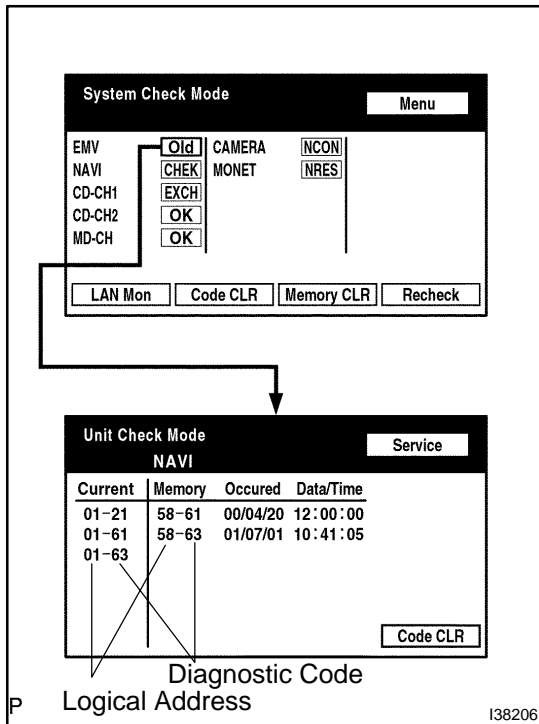 System Check Mode
Menu
EMV Old CAMERA NCON
NAVI CHEK MONET NRES
CD-CH1 EXCH
CD-CH2 OK
MD-CH OK
LAN Mon Code CLR Memory CLR Recheck
Unit Check Mode
Service
NAVI
Current Memory Occured Data/Time
01-21 58-61 00/04/20 12:00:00
01-61 58-63 01/07/01 10:41:05
01-63
Code CLR
Diagnostic Code
Logical Address
P
I38206